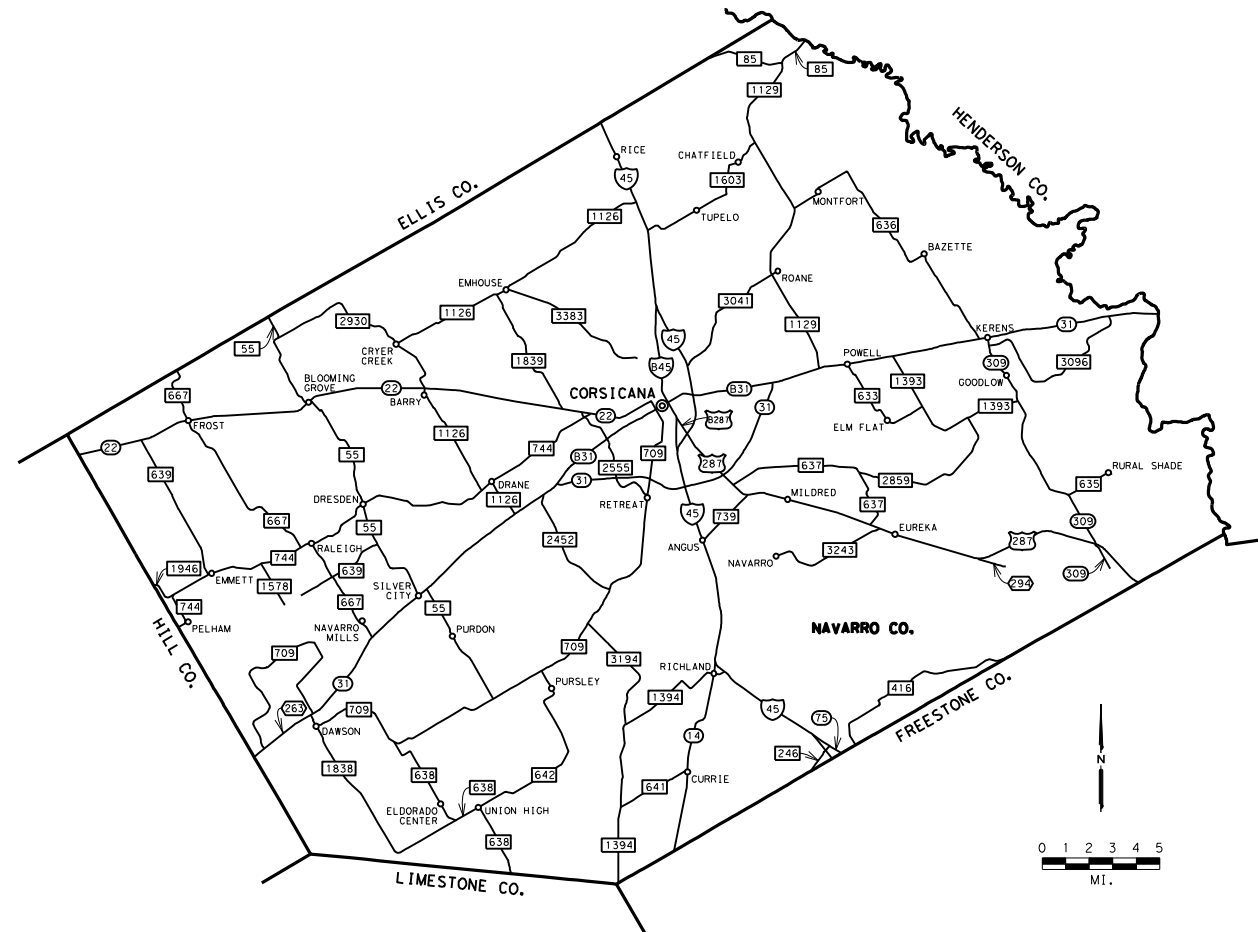 85
85
1129
HENDERSON CO.
RICE
CHATFIELD
45
1603
ELLIS CO.
MONTFORT
1126
TUPELO
636
BAZETTE
EMHOUSE
ROANE
3041
1126
3383
2930
1129
KERENS
31
55
CRYER
CREEK
1839
45
POWELL
309
3096
B45
GOODLOW
BLOOMING
GROVE
22
CORSICANA
B31
1393
667
BARRY
633
22
31
1393
FROST
B287
ELM FLAT
22
1126
744
639
55
B31
2555
709
287
637
RURAL SHADE
31
2859
635
DRANE
DRESDEN
1126
RETREAT
MILDRED
667
55
45
739
637
309
EUREKA
744
RALEIGH
2452
ANGUS
287
1946
EMMETT
639
NAVARRO
3243
1578
SILVER
CITY
294
309
744
667
55
PELHAM
NAVARRO
MILLS
PURDON
NAVARRO CO.
HILL CO.
709
709
3194
RICHLAND
31
PURSLEY
1394
416
FREESTONE CO.
263
709
45
75
DAWSON
14
246
N
1838
638
642
638
641
CURRIE
ELDORADO
CENTER
UNION HIGH
638
1394
0 1 2 3 4 5
MI.
LIMESTONE CO.